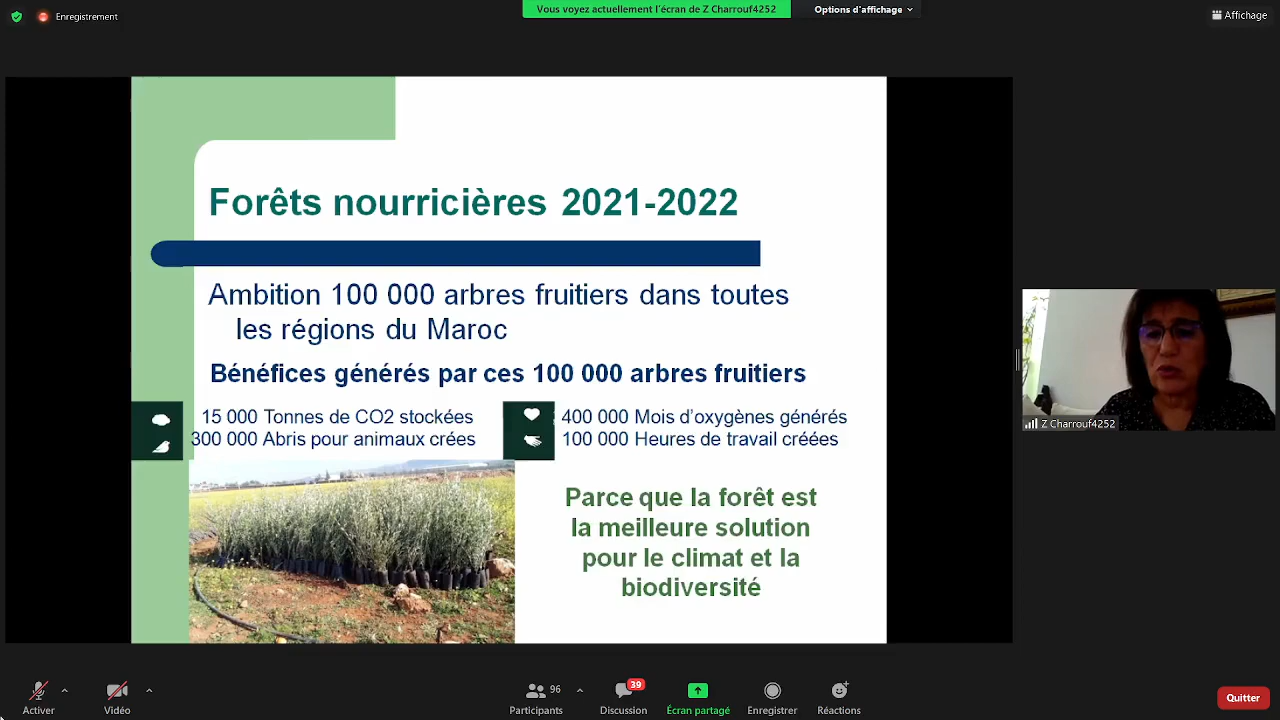 Enregistrement
Vous voyez actuellement l'écran de Z Charrouf4252
Options d'affichage
Affichage
Forêts nourricières 2021-2022
Ambition 100 000 arbres fruitiers dans toutes
les régions du Maroc
Bénéfices générés par ces 100 000 arbres fruitiers
15 000 Tonnes de CO2 stockées
300 000 Abris pour animaux crées
400 000 Mois d'oxygènes générés
100 000 Heures de travail créées
Parce que la forêt est
la meilleure solution
pour le climat et la
biodiversité
Z Charrouf4252
Activer
Vidéo
96
Participants
39
Discussion
Écran partagé
Enregistrer
Réactions
Quitter